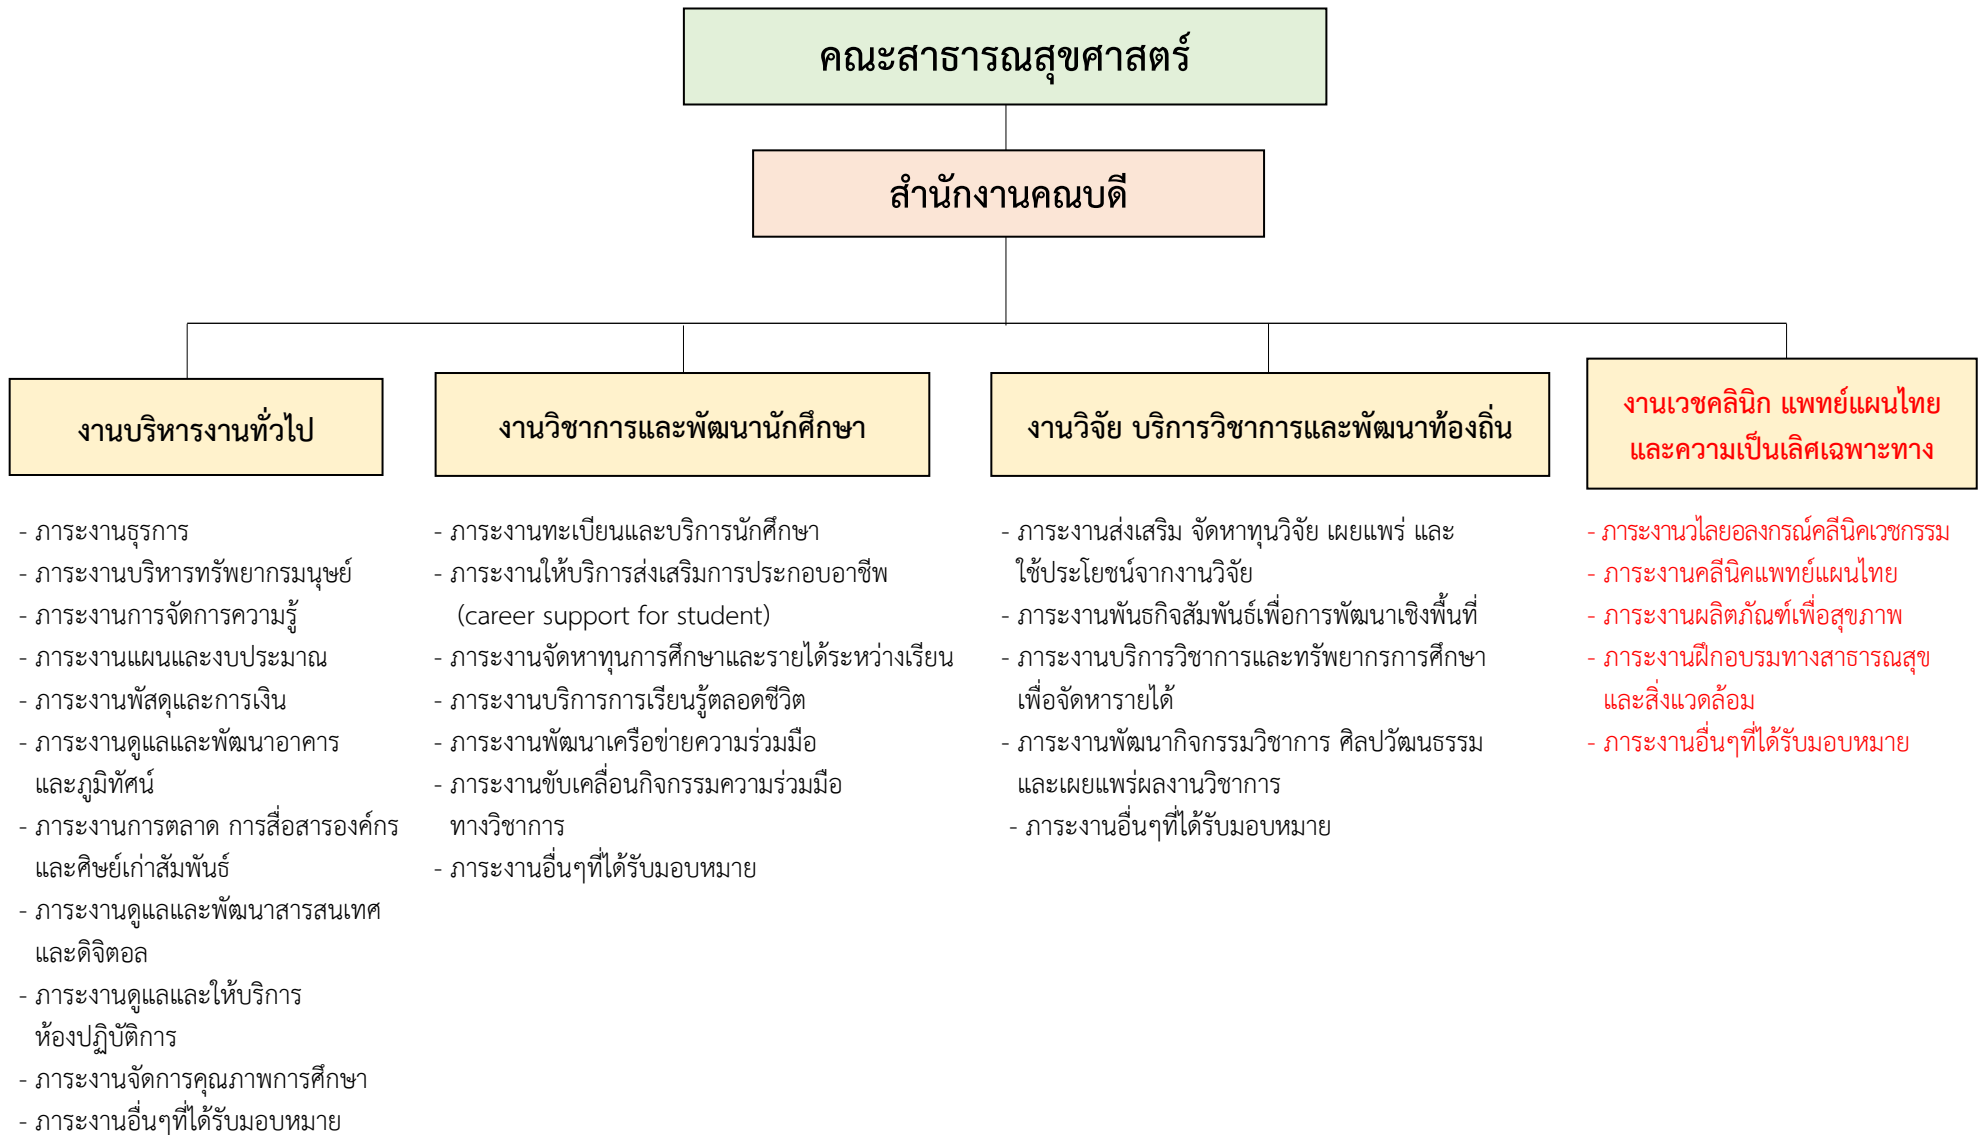 คณะสาธารณสุขศาสตร์
สำนักงานคณบดี
งานบริหารงานทั่วไป
- ภาระงานธุรการ
- ภาระงานบริหารทรัพยากรมนุษย์
- ภาระงานการจัดการความรู้
- ภาระงานแผนและงบประมาณ
- ภาระงานพัสดุและการเงิน
- ภาระงานดูแลและพัฒนาอาคาร
และภูมิทัศน์
- ภาระงานการตลาด การสื่อสารองค์กร
และศิษย์เก่าสัมพันธ์
- ภาระงานดูแลและพัฒนาสารสนเทศ
และดิจิตอล
- ภาระงานดูแลและให้บริการ
ห้องปฏิบัติการ
- ภาระงานจัดการคุณภาพการศึกษา
- ภาระงานอื่นๆที่ได้รับมอบหมาย
งานวิชาการและพัฒนานักศึกษา
- ภาระงานทะเบียนและบริการนักศึกษา
- ภาระงานให้บริการส่งเสริมการประกอบอาชีพ
(career support for student)
- ภาระงานจัดหาทุนการศึกษาและรายได้ระหว่างเรียน
- ภาระงานบริการการเรียนรู้ตลอดชีวิต
- ภาระงานพัฒนาเครือข่ายความร่วมมือ
- ภาระงานขับเคลื่อนกิจกรรมความร่วมมือ
ทางวิชาการ
- ภาระงานอื่นๆที่ได้รับมอบหมาย
งานวิจัย บริการวิชาการและพัฒนาท้องถิ่น
- ภาระงานส่งเสริม จัดหาทุนวิจัย เผยแพร่ และ
ใช้ประโยชน์จากงานวิจัย
- ภาระงานพันธกิจสัมพันธ์เพื่อการพัฒนาเชิงพื้นที่
- ภาระงานบริการวิชาการและทรัพยากรการศึกษา
เพื่อจัดหารายได้
- ภาระงานพัฒนากิจกรรมวิชาการ ศิลปวัฒนธรรม
และเผยแพร่ผลงานวิชาการ
- ภาระงานอื่นๆที่ได้รับมอบหมาย
งานเวชคลินิก แพทย์แผนไทย
และความเป็นเลิศเฉพาะทาง
- ภาระงานวไลยอลงกรณ์คลีนิคเวชกรรม
- ภาระงานคลีนิคแพทย์แผนไทย
- ภาระงานผลิตภัณฑ์เพื่อสุขภาพ
- ภาระงานฝึกอบรมทางสาธารณสุข
และสิ่งแวดล้อม
- ภาระงานอื่นๆที่ได้รับมอบหมาย